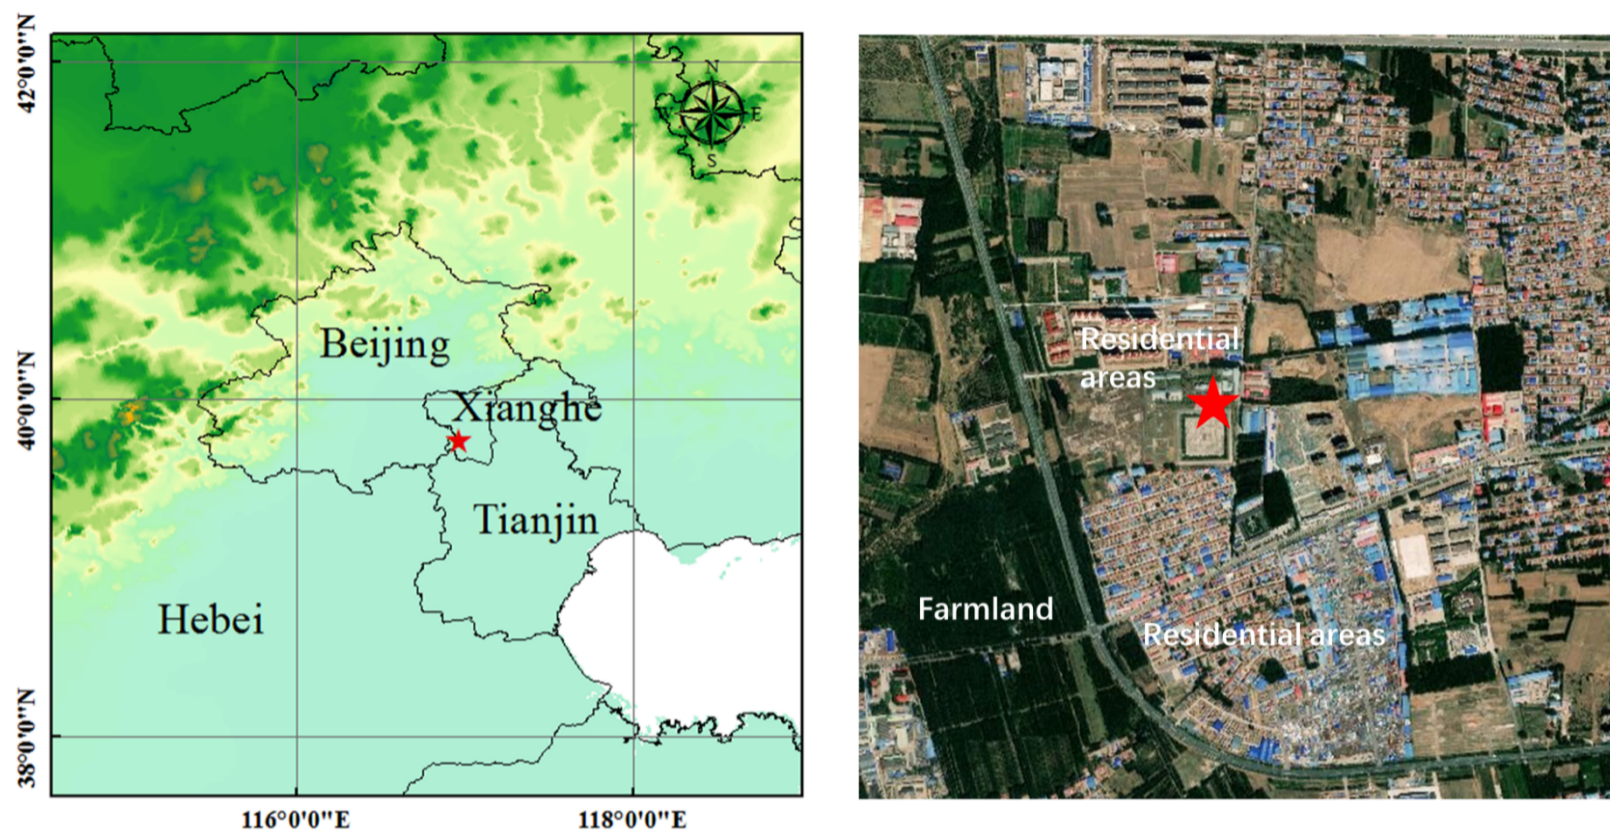 42°0'0"N
40°0'0"N
38°0'0"N
N
W
E
S
Beijing
Xianghe
Tianjin
Hebei
116°0'0"E
118°0'0"E
Residential
areas
Farmland
Residential areas